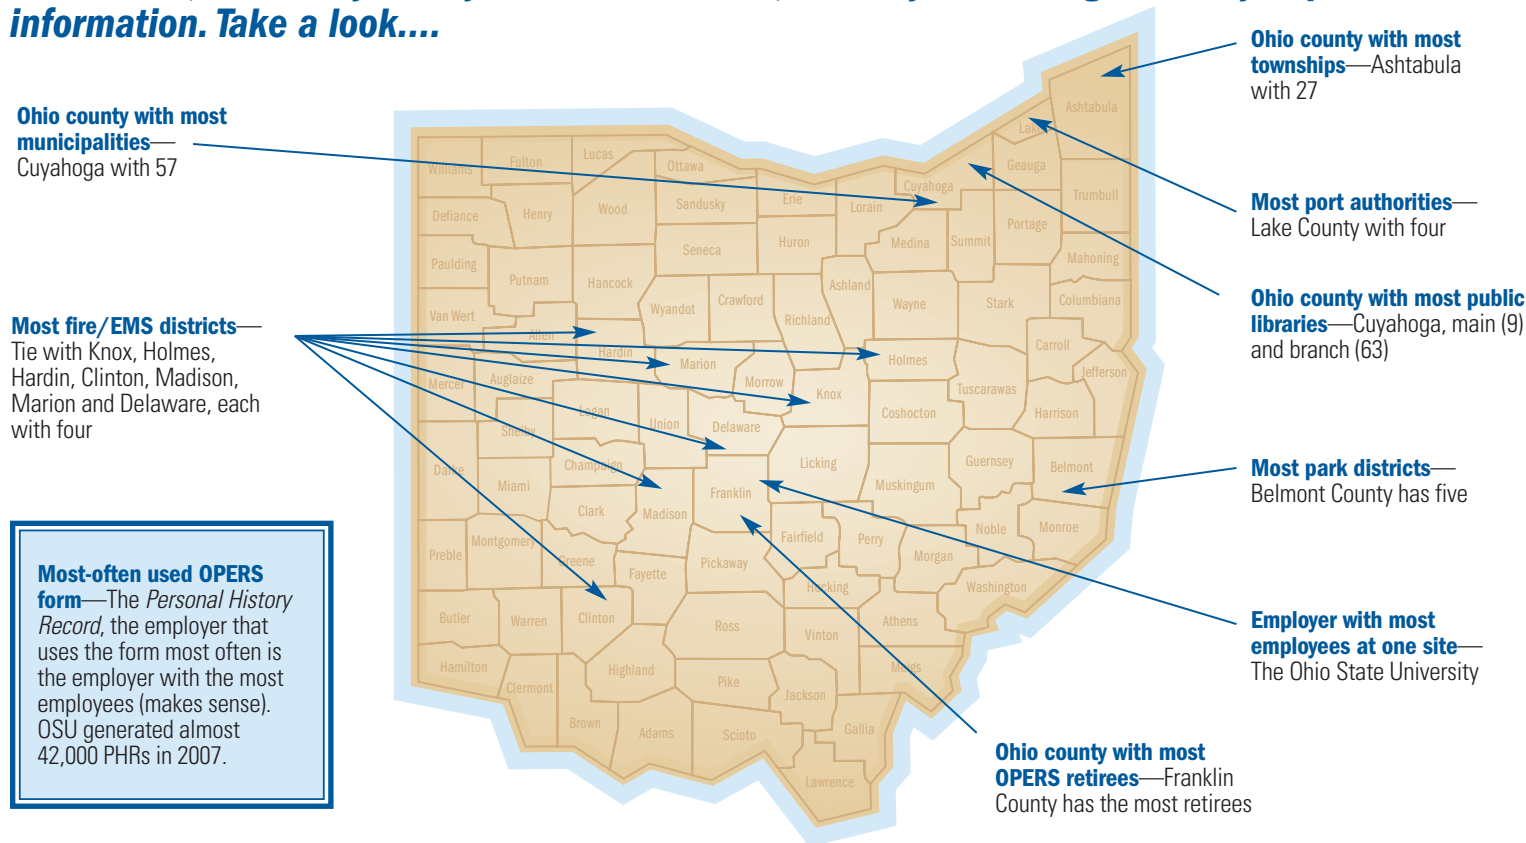 information. Take a look....
Ohio county with most
municipalities—
Cuyahoga with 57
Most fire/EMS districts—
Tie with Knox, Holmes,
Hardin, Clinton, Madison,
Marion and Delaware, each
with four
Most-often used OPERS
form—The Personal History
Record, the employer that
uses the form most often is
the employer with the most
employees (makes sense).
OSU generated almost
42,000 PHRs in 2007.
Ohio county with most
townships—Ashtabula
with 27
Most port authorities—
Lake County with four
Ohio county with most public
libraries—Cuyahoga, main (9)
and branch (63)
Most park districts—
Belmont County has five
Employer with most
employees at one site—
The Ohio State University
Ohio county with most
OPERS retirees—Franklin
County has the most retirees
Williams
Fulton
Lucas
Ottawa
Erie
Lorain
Cuyahoga
Lake
Geauga
Ashtabula
Trumbull
Defiance
Henry
Wood
Sandusky
Seneca
Huron
Medina
Summit
Portage
Mahoning
Paulding
Putnam
Hancock
Wyandot
Crawford
Richland
Ashland
Wayne
Stark
Columbiana
Van Wert
Allen
Hardin
Marion
Morrow
Knox
Holmes
Tuscarawas
Carroll
Jefferson
Mercer
Auglaize
Logan
Union
Delaware
Coshocton
Harrison
Shelby
Darke
Miami
Champaign
Clark
Madison
Franklin
Licking
Muskingum
Guernsey
Belmont
Preble
Montgomery
Greene
Fayette
Pickaway
Fairfield
Perry
Morgan
Noble
Monroe
Hocking
Washington
Butler
Warren
Clinton
Ross
Vinton
Athens
Hamilton
Clermont
Highland
Pike
Jackson
Meigs
Brown
Adams
Scioto
Gallia
Lawrence